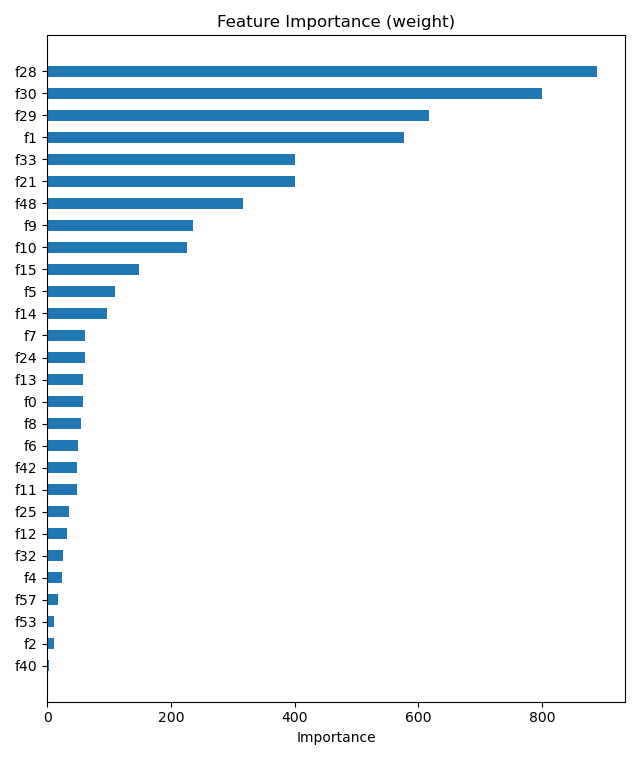 Feature Importance (weight)
f28
f30
f29
f1
f33
f21
f48
f9
f10
f15
f5
f14
f7
f24
f13
f0
f8
f6
f42
f11
f25
f12
f32
f4
f57
f53
f2
f40
0 200 400 600 800
Importance